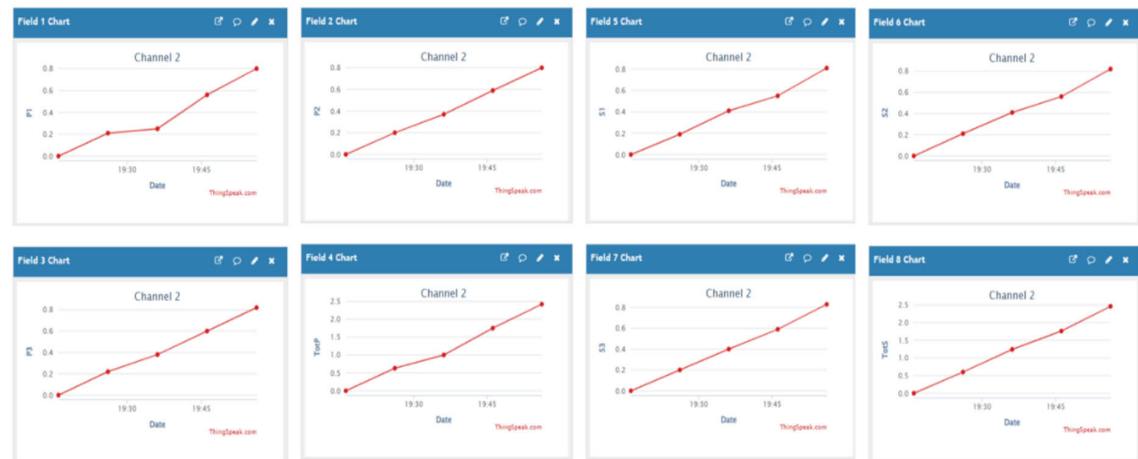 Field 1 Chart
Channel 2
0.8
0.6
0.4
0.2
0.0
P1
19:30
19:45
Date
ThingSpeak.com
Field 2 Chart
Channel 2
0.8
0.6
0.4
0.2
0.0
P2
19:30
19:45
Date
ThingSpeak.com
Field 5 Chart
Channel 2
0.8
0.6
0.4
0.2
0.0
S1
19:30
19:45
Date
ThingSpeak.com
Field 6 Chart
Channel 2
0.8
0.6
0.4
0.2
0.0
S2
19:30
19:45
Date
ThingSpeak.com
Field 3 Chart
Channel 2
0.8
0.6
0.4
0.2
0.0
P3
19:30
19:45
Date
ThingSpeak.com
Field 4 Chart
Channel 2
2.5
2.0
1.5
1.0
0.5
0.0
TotP
19:30
19:45
Date
ThingSpeak.com
Field 7 Chart
Channel 2
0.8
0.6
0.4
0.2
0.0
S3
19:30
19:45
Date
ThingSpeak.com
Field 8 Chart
Channel 2
2.5
2.0
1.5
1.0
0.5
0.0
TotS
19:30
19:45
Date
ThingSpeak.com